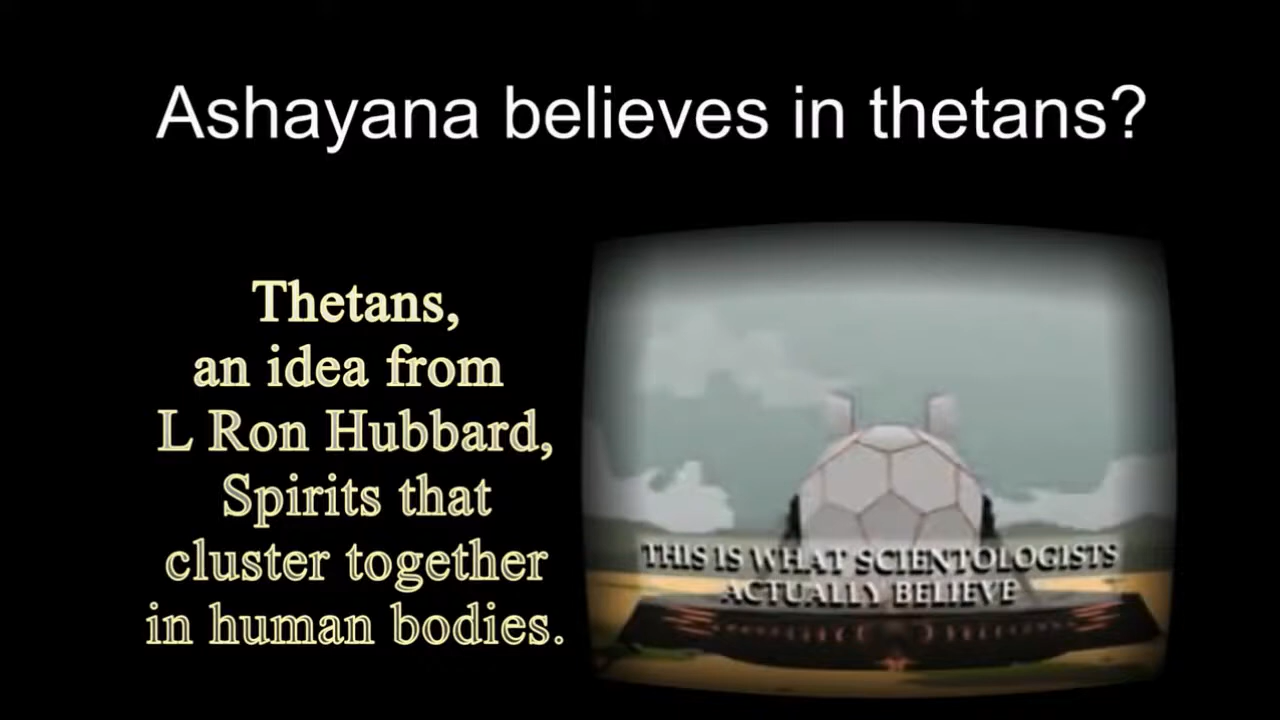 Ashayana believes in thetans?
Thetans,
an idea from
L Ron Hubbard,
Spirits that
cluster together
in human bodies.
THIS IS WHAT SCIENTOLOGISTS
ACTUALLY BELIEVE